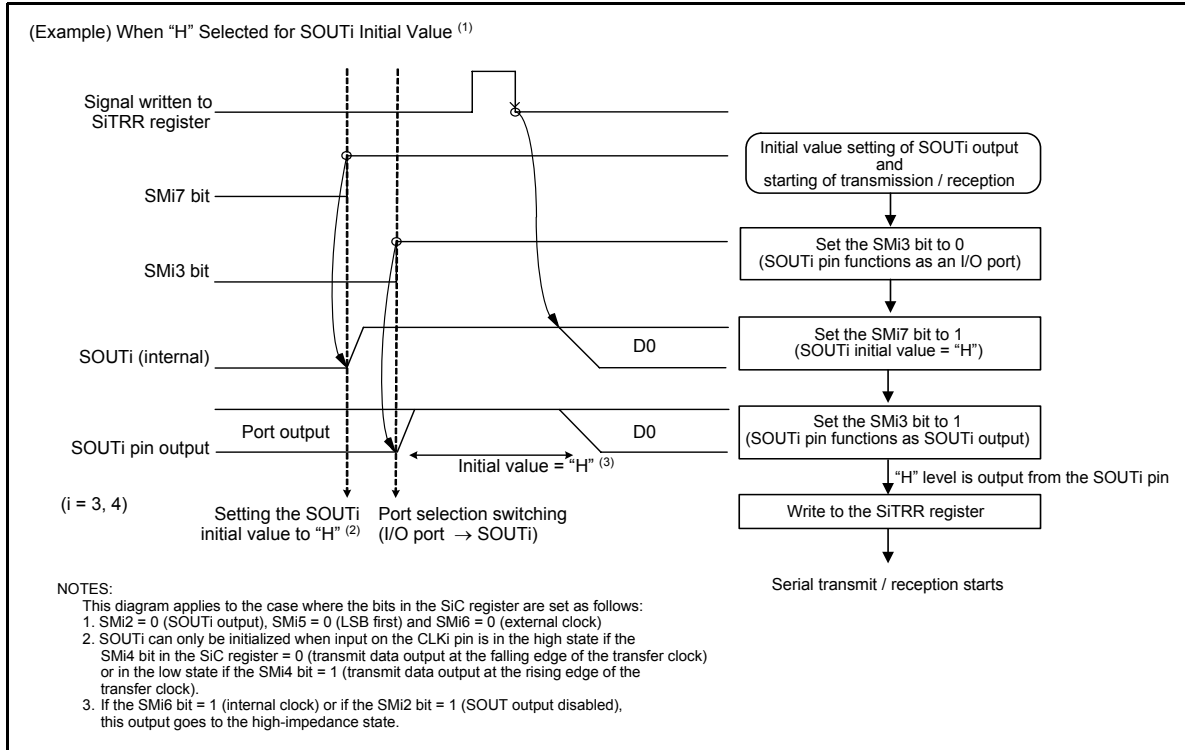 (Example) When “H” Selected for SOUTi Initial Value (1)
Signal written to
SiTRR register
SMi7 bit
SMi3 bit
SOUTi (internal)
D0
SOUTi pin output
Port output
D0
Initial value = “H” (3)
(i = 3, 4)
Setting the SOUTi
initial value to “H” (2)
Port selection switching
(I/O port → SOUTi)
Initial value setting of SOUTi output
and
starting of transmission / reception
Set the SMi3 bit to 0
(SOUTi pin functions as an I/O port)
Set the SMi7 bit to 1
(SOUTi initial value = “H”)
Set the SMi3 bit to 1
(SOUTi pin functions as SOUTi output)
“H” level is output from the SOUTi pin
Write to the SiTRR register
Serial transmit / reception starts
NOTES:
This diagram applies to the case where the bits in the SiC register are set as follows:
1. SMi2 = 0 (SOUTi output), SMi5 = 0 (LSB first) and SMi6 = 0 (external clock)
2. SOUTi can only be initialized when input on the CLKi pin is in the high state if the
SMi4 bit in the SiC register = 0 (transmit data output at the falling edge of the transfer clock)
or in the low state if the SMi4 bit = 1 (transmit data output at the rising edge of the
transfer clock).
3. If the SMi6 bit = 1 (internal clock) or if the SMi2 bit = 1 (SOUT output disabled),
this output goes to the high-impedance state.